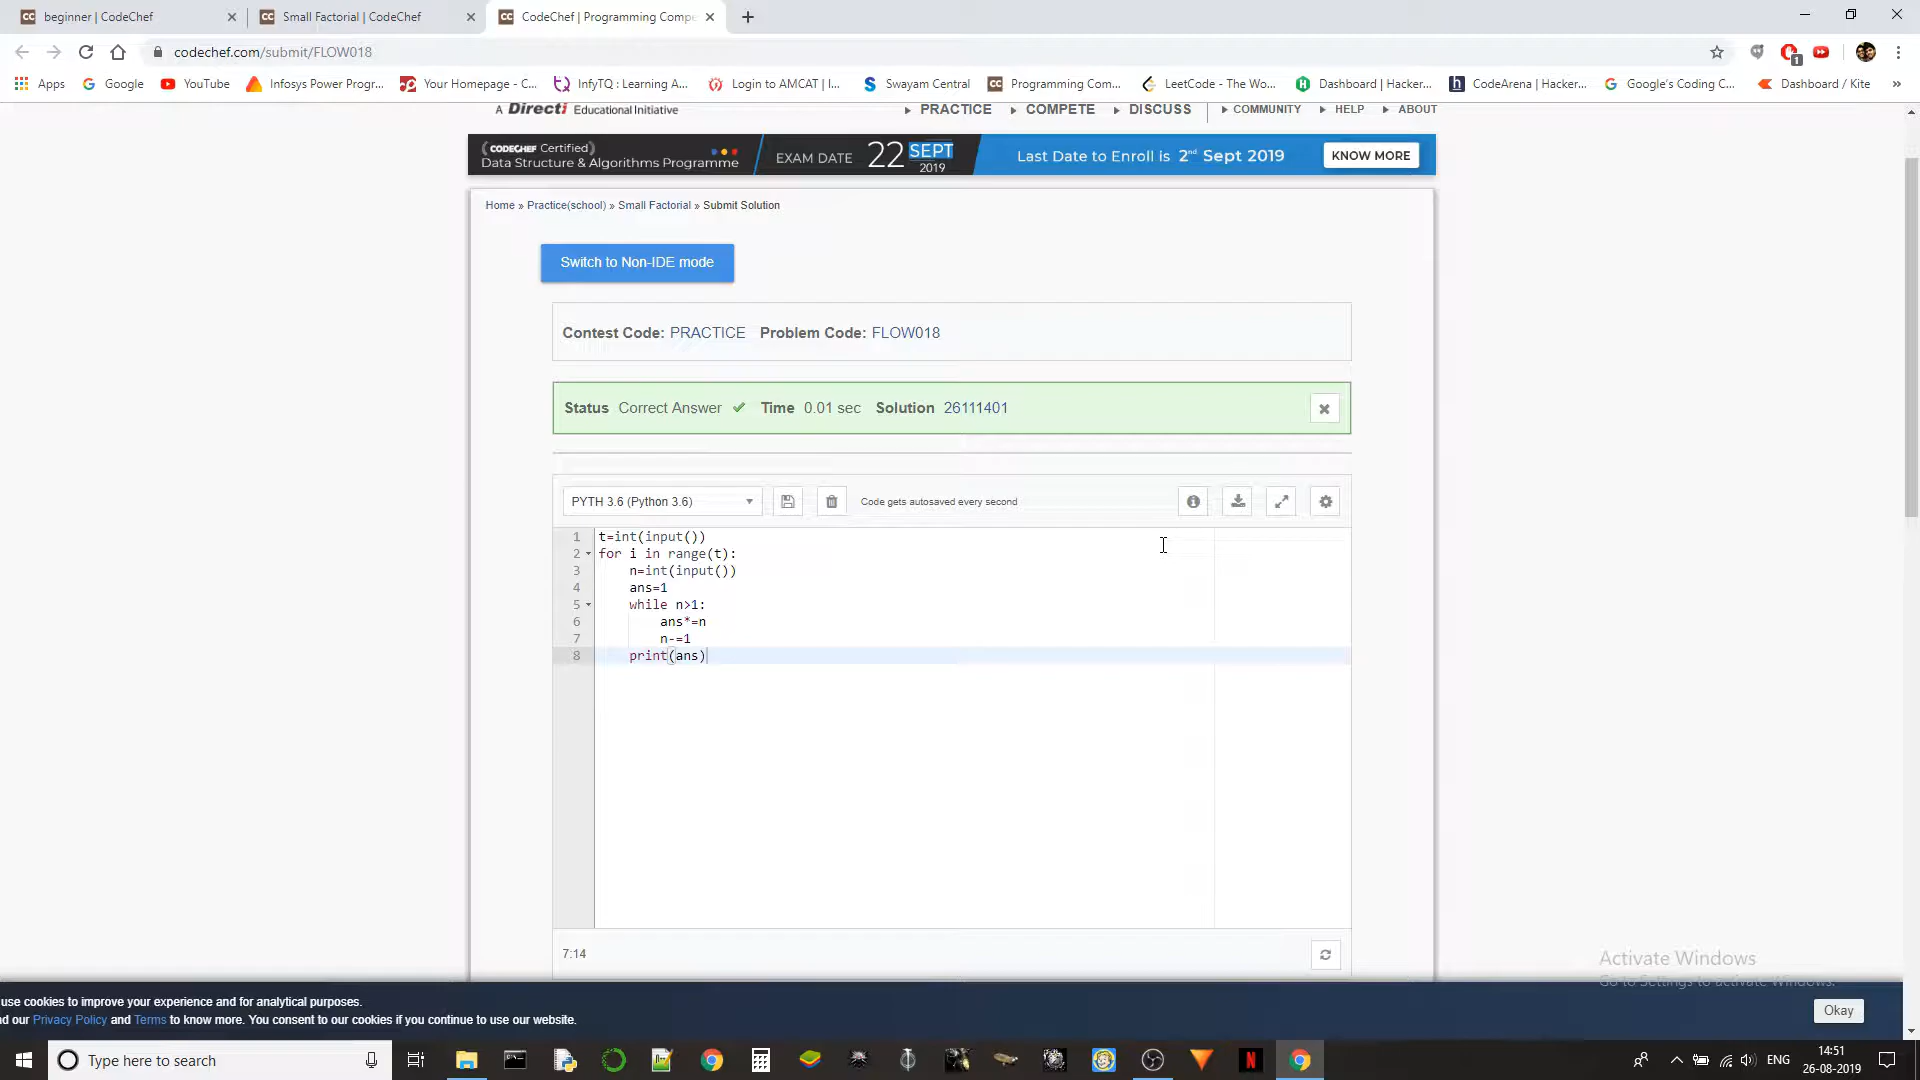 beginner | CodeChef
Small Factorial | CodeChef
CodeChef | Programming Compe
codechef.com/submit/FLOW018
Apps
Google
YouTube
Infosys Power Progr...
Your Homepage - C...
InfyTQ : Learning A...
Login to AMCAT | I...
Swayam Central
Programming Com...
LeetCode - The Wo...
Dashboard | Hacker...
CodeArena | Hacker...
Google's Coding C...
Dashboard / Kite
»
A Directi Educational Initiative
PRACTICE
COMPETE
DISCUSS
COMMUNITY
HELP
ABOUT
CODECHEF Certified
Data Structure & Algorithms Programme
EXAM DATE 22 SEPT 2019
Last Date to Enroll is 2nd Sept 2019
KNOW MORE
Home » Practice(school) » Small Factorial » Submit Solution
Switch to Non-IDE mode
Contest Code: PRACTICE Problem Code: FLOW018
Status Correct Answer Time 0.01 sec Solution 26111401
PYTH 3.6 (Python 3.6)
Code gets autosaved every second
1 t=int(input())
2 for i in range(t):
3 n=int(input())
4 ans=1
5 while n>1:
6 ans*=n
7 n-=1
8 print(ans)
7:14
Activate Windows
Go to Settings to activate Windows.
use cookies to improve your experience and for analytical purposes.
ad our Privacy Policy and Terms to know more. You consent to our cookies if you continue to use our website.
Okay
Type here to search
ENG
14:51
26-08-2019